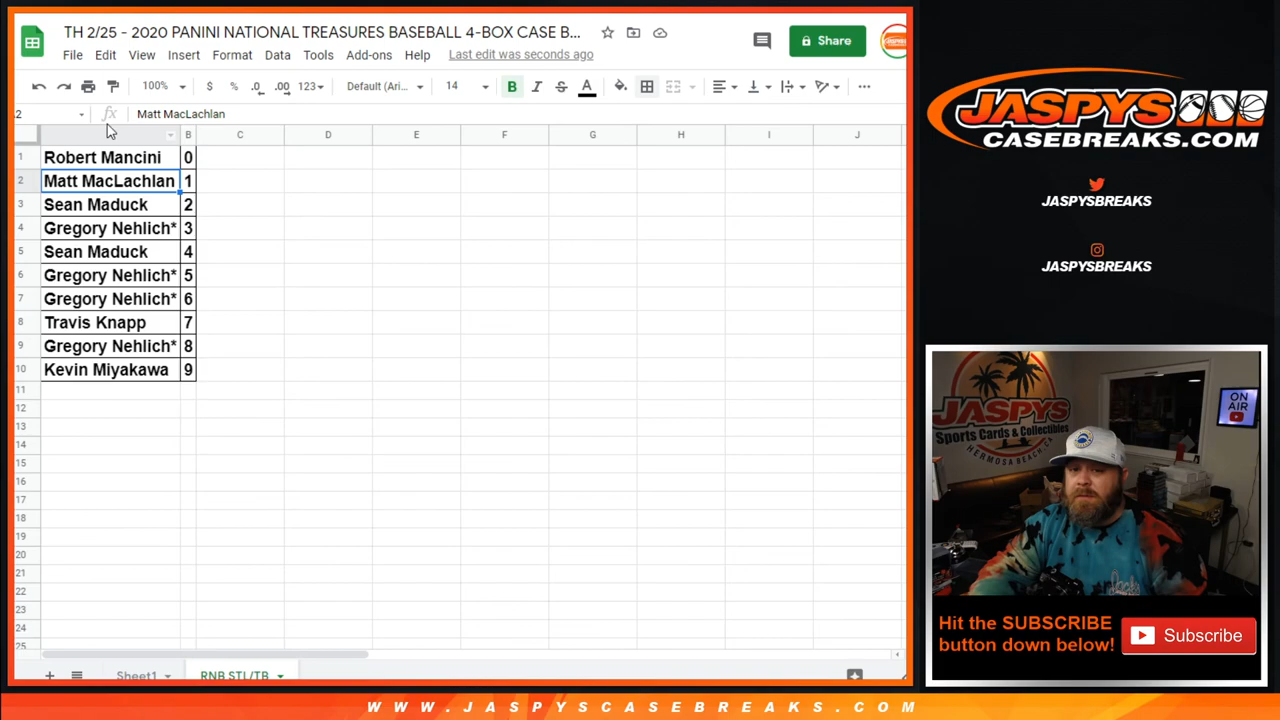 TH 2/25 - 2020 PANINI NATIONAL TREASURES BASEBALL 4-BOX CASE B...
File Edit View Insert Format Data Tools Add-ons Help Last edit was seconds ago
Share
100% $ % .0 .00 123 Default (Ari... 14 B I S A
:2 fx Matt MacLachlan
B C D E F G H I J
1 Robert Mancini 0
2 Matt MacLachlan 1
3 Sean Maduck 2
4 Gregory Nehlich* 3
5 Sean Maduck 4
6 Gregory Nehlich* 5
7 Gregory Nehlich* 6
8 Travis Knapp 7
9 Gregory Nehlich* 8
10 Kevin Miyakawa 9
11
12
13
14
15
16
17
18
19
20
21
22
23
24
25
Sheet1 RNB STL/TB
JASPYS
CASEBREAKS.COM
JASPYSBREAKS
JASPYSBREAKS
JASPYS
Sports Cards & Collectibles
HERMOSA BEACH, CA
ON
AIR
Hit the SUBSCRIBE
button down below!
Subscribe
WWW.JASPYSCASEBREAKS.COM